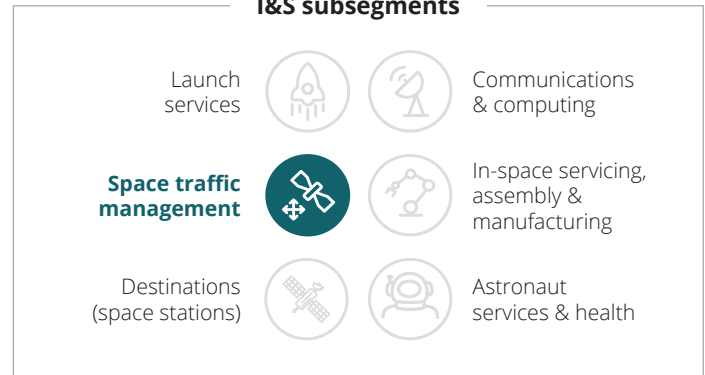 I&S subsegments
Launch
services
Communications
& computing
Space traffic
management
In-space servicing,
assembly &
manufacturing
Destinations
(space stations)
Astronaut
services & health